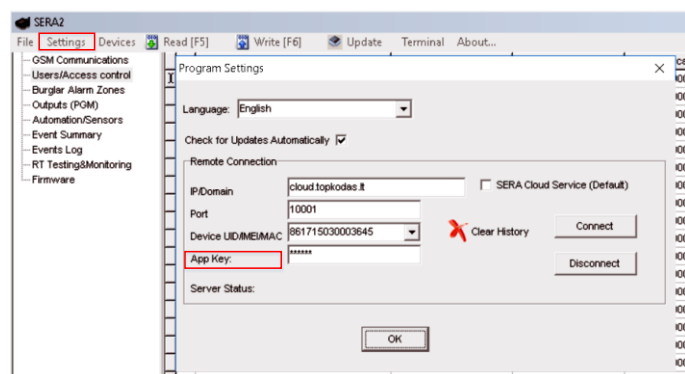 SERA2
File Settings Devices Read [F5] Write [F6] Update Terminal About...
GSM Communications
Users/Access control
Burglar Alarm Zones
Outputs (PGM)
Automation/Sensors
Event Summary
Events Log
RT Testing&Monitoring
Firmware
Program Settings
Language: English
Check for Updates Automatically
Remote Connection
IP/Domain cloud.topkodas.lt SERA Cloud Service (Default)
Port 10001
Device UID/IMEI/MAC 861715030003645 Clear History Connect
App Key: ******
Disconnect
Server Status:
OK